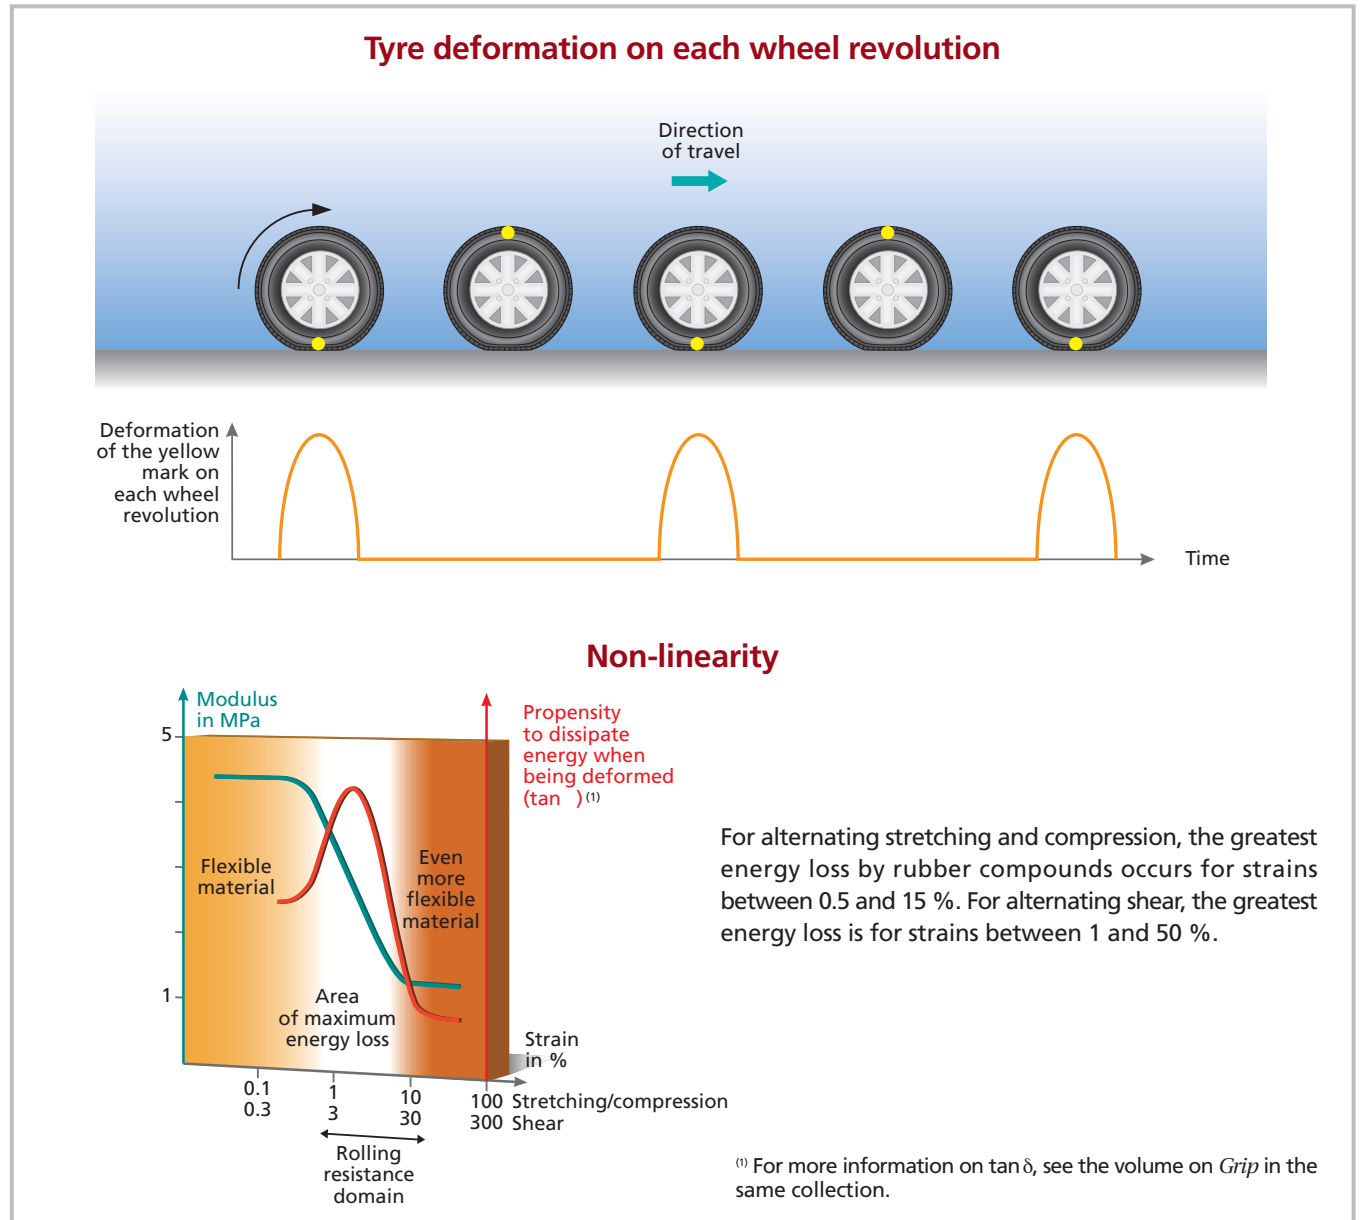 Tyre deformation on each wheel revolution
Direction
of travel
Deformation
of the yellow
mark on
each wheel
revolution
Time
Non-linearity
Modulus
in MPa
5
1
Propensity
to dissipate
energy when
being deformed
(tan  ) (1)
Flexible
material
Even
more
flexible
material
Area
of maximum
energy loss
Strain
in %
0.1 1 10 100 Stretching/compression
0.3 3 30 300 Shear
Rolling
resistance
domain
For alternating stretching and compression, the greatest
energy loss by rubber compounds occurs for strains
between 0.5 and 15 %. For alternating shear, the greatest
energy loss is for strains between 1 and 50 %.
(1) For more information on tan δ, see the volume on Grip in the
same collection.